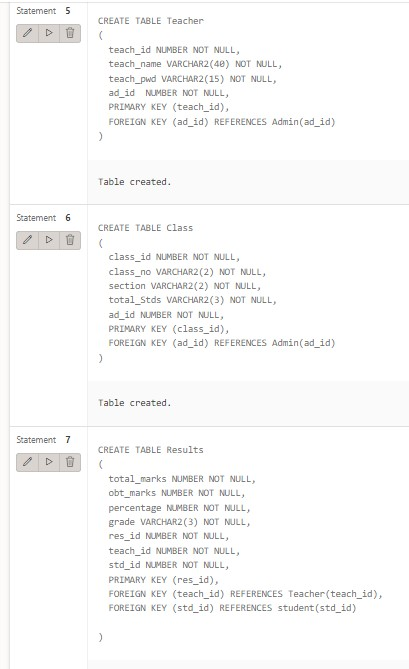 Statement 5
CREATE TABLE Teacher
(
teach_id NUMBER NOT NULL,
teach_name VARCHAR2(40) NOT NULL,
teach_pwd VARCHAR2(15) NOT NULL,
ad_id  NUMBER NOT NULL,
PRIMARY KEY (teach_id),
FOREIGN KEY (ad_id) REFERENCES Admin(ad_id)
)
Table created.
Statement 6
CREATE TABLE Class
(
class_id NUMBER NOT NULL,
class_no VARCHAR2(2) NOT NULL,
section VARCHAR2(2) NOT NULL,
total_Stds VARCHAR2(3) NOT NULL,
ad_id NUMBER NOT NULL,
PRIMARY KEY (class_id),
FOREIGN KEY (ad_id) REFERENCES Admin(ad_id)
)
Table created.
Statement 7
CREATE TABLE Results
(
total_marks NUMBER NOT NULL,
obt_marks NUMBER NOT NULL,
percentage NUMBER NOT NULL,
grade VARCHAR2(3) NOT NULL,
res_id NUMBER NOT NULL,
teach_id NUMBER NOT NULL,
std_id NUMBER NOT NULL,
PRIMARY KEY (res_id),
FOREIGN KEY (teach_id) REFERENCES Teacher(teach_id),
FOREIGN KEY (std_id) REFERENCES student(std_id)
)